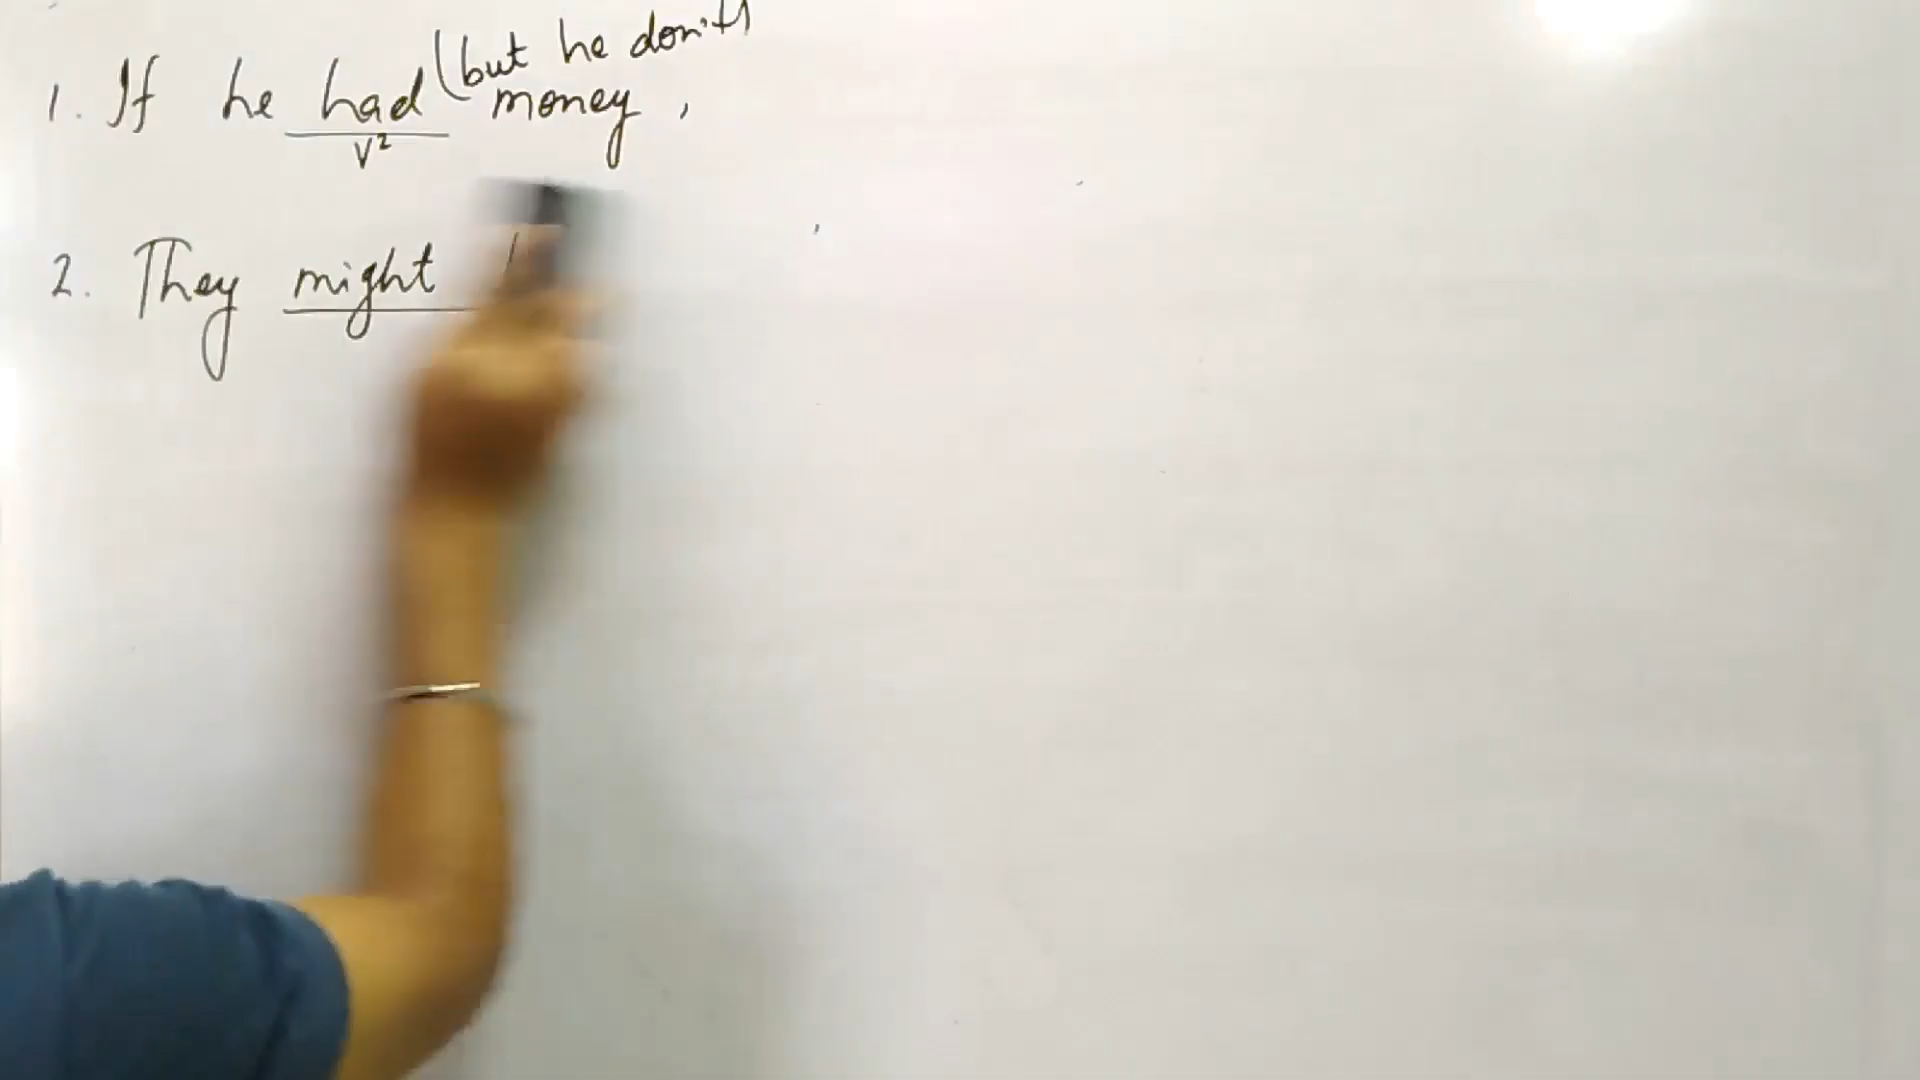 (but he don't)
1. If he had money,
V²
2. They might